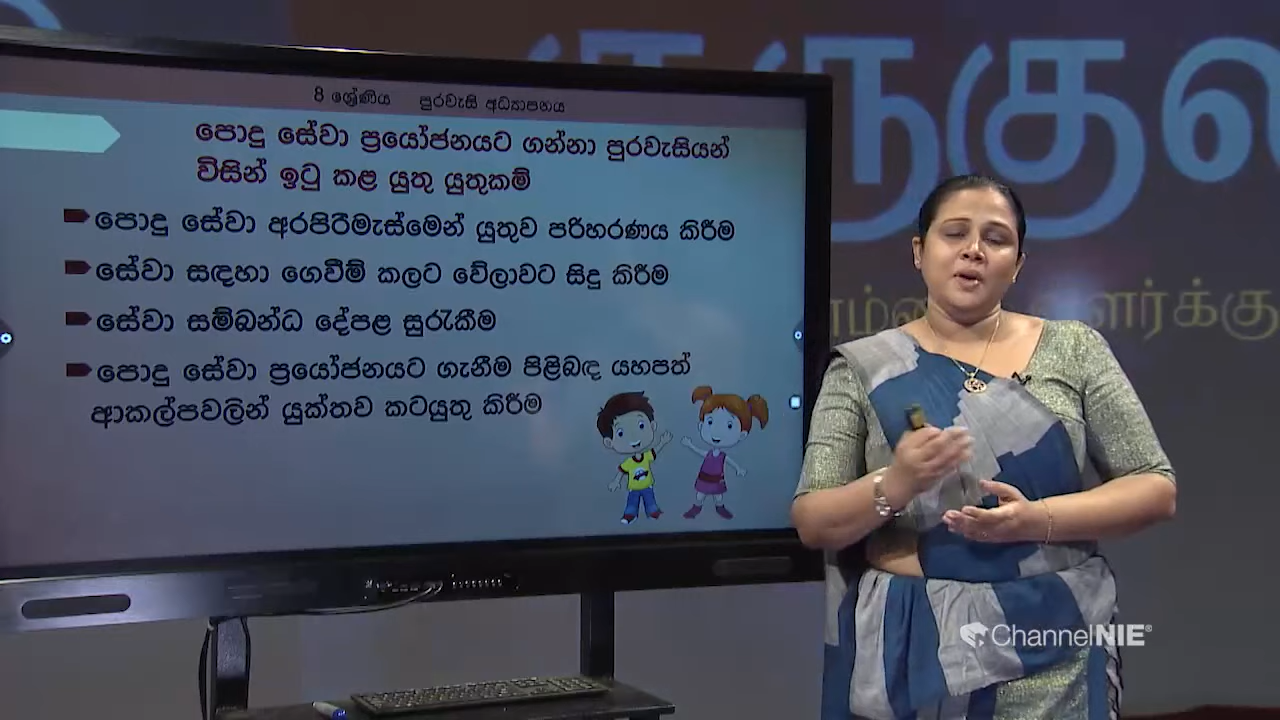 8 ශ්‍රේණිය පුරවැසි අධ්‍යාපනය
පොදු සේවා ප්‍රයෝජනයට ගන්නා පුරවැසියන්
විසින් ඉටු කළ යුතු යුතුකම්
පොදු සේවා අරපිරිමැස්මෙන් යුතුව පරිහරණය කිරීම
සේවා සඳහා ගෙවීම් කලට වේලාවට සිදු කිරීම
සේවා සම්බන්ධ දේපළ සුරැකීම
පොදු සේවා ප්‍රයෝජනයට ගැනීම පිළිබඳ යහපත්
ආකල්පවලින් යුක්තව කටයුතු කිරීම
ChannelNIE®